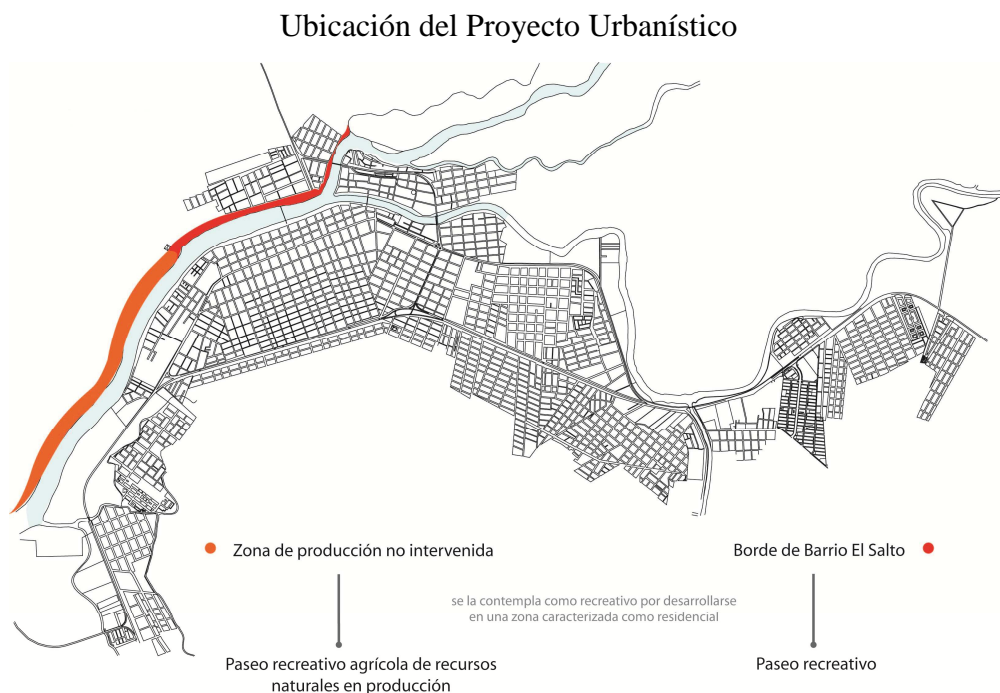 Ubicación del Proyecto Urbanístico
Zona de producción no intervenida
Borde de Barrio El Salto
se la contempla como recreativo por desarrollarse
en una zona caracterizada como residencial
Paseo recreativo agrícola de recursos
naturales en producción
Paseo recreativo